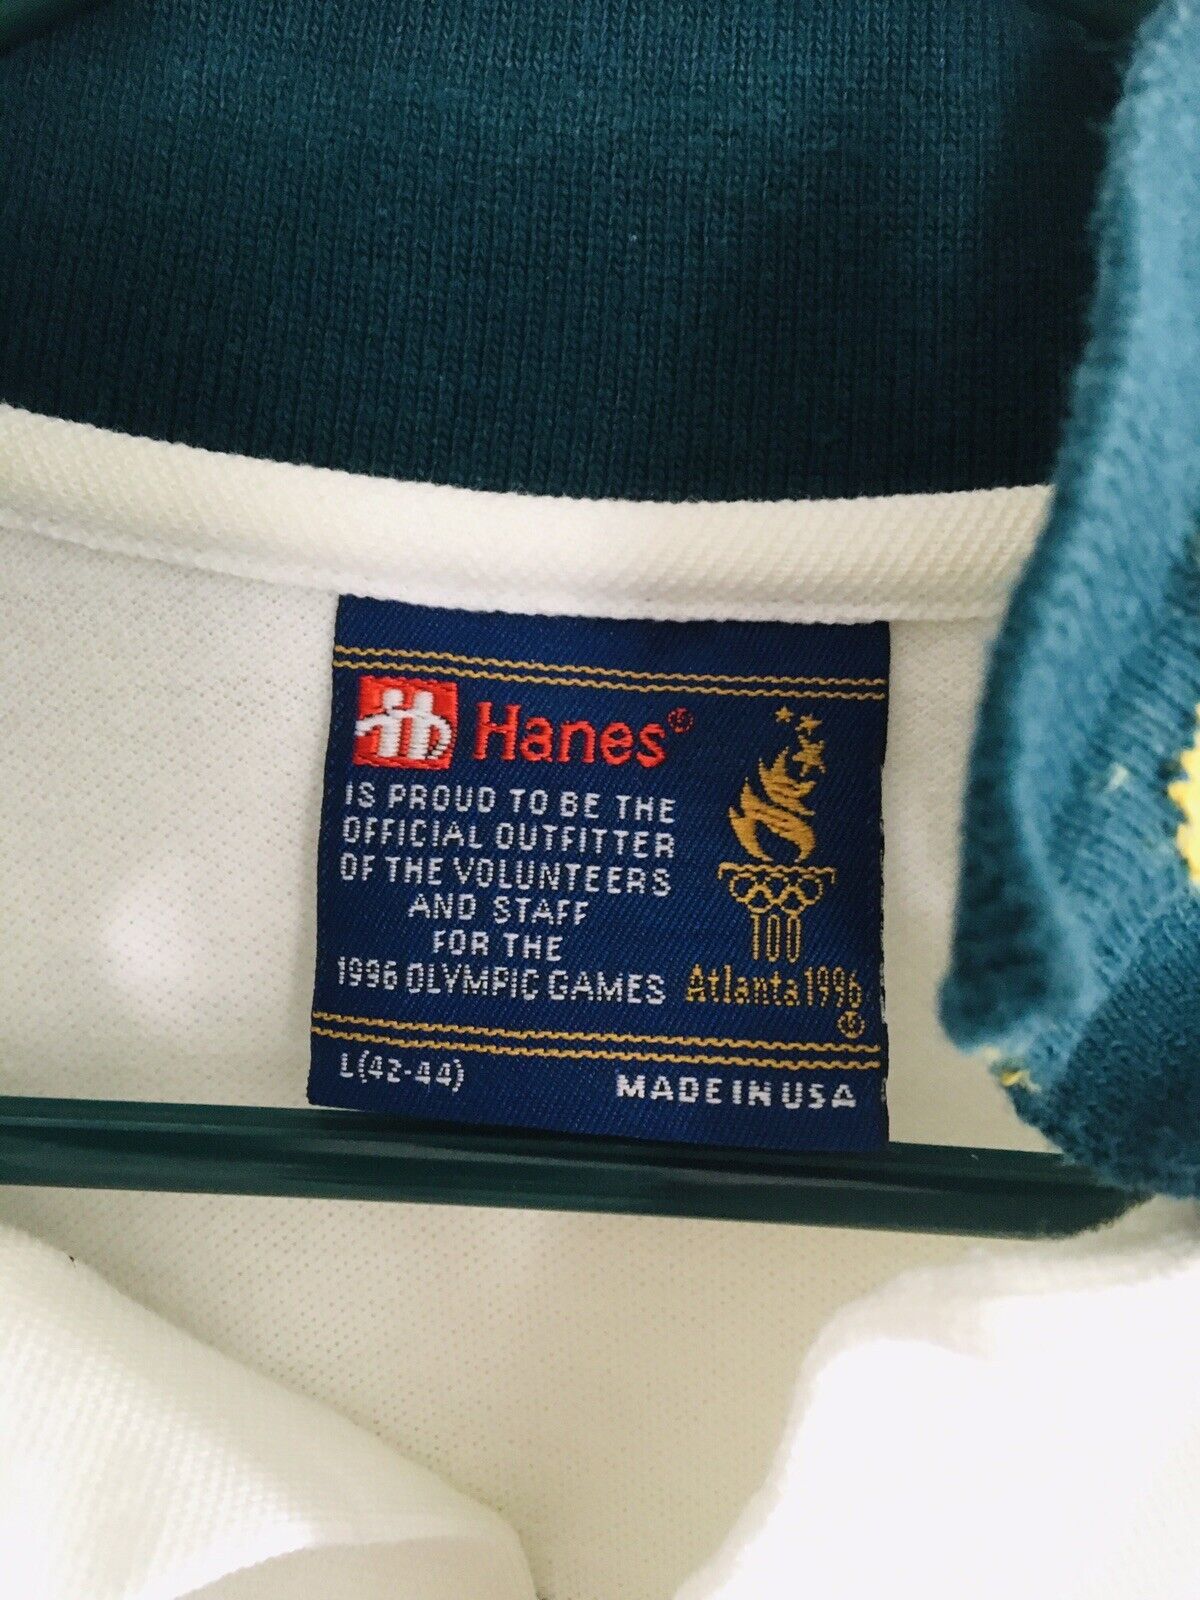 Hanes®
IS PROUD TO BE THE
OFFICIAL OUTFITTER
OF THE VOLUNTEERS
AND STAFF
FOR THE
1996 OLYMPIC GAMES
100
Atlanta 1996
®
L(42-44)
MADE IN USA